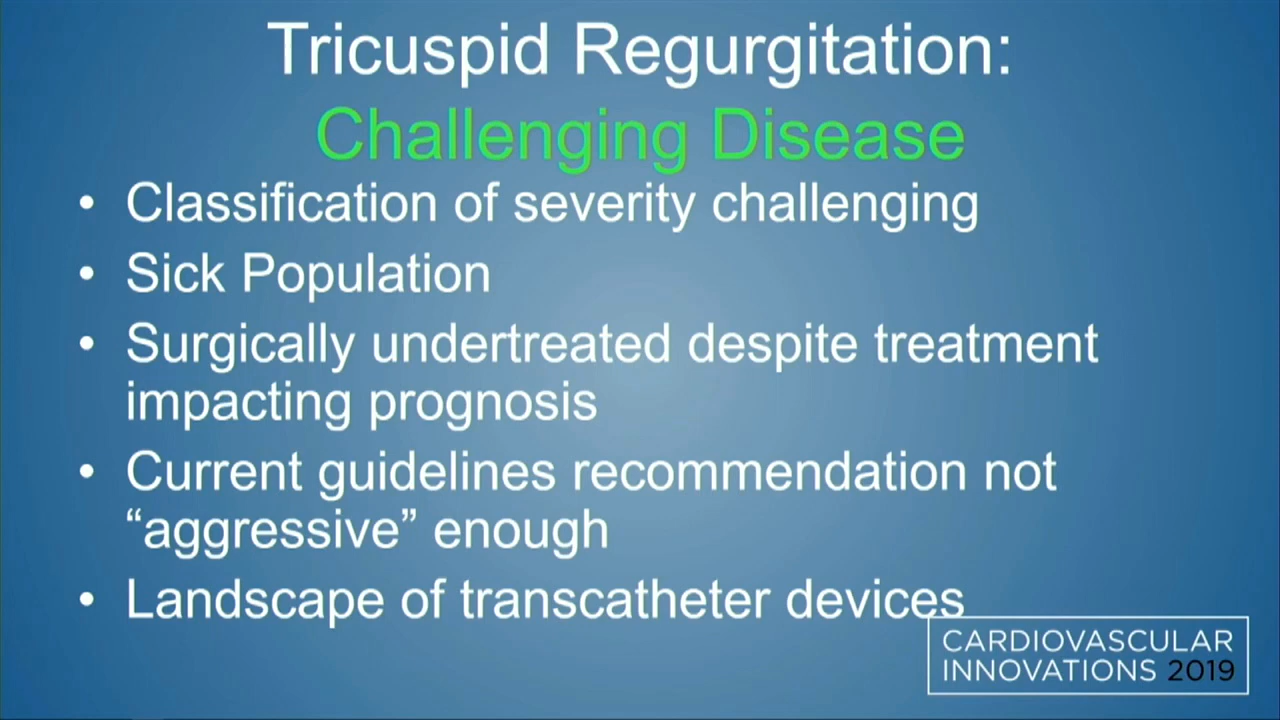 Tricuspid Regurgitation:
Challenging Disease
• Classification of severity challenging
• Sick Population
• Surgically undertreated despite treatment
impacting prognosis
• Current guidelines recommendation not
“aggressive” enough
• Landscape of transcatheter devices
CARDIOVASCULAR
INNOVATIONS 2019